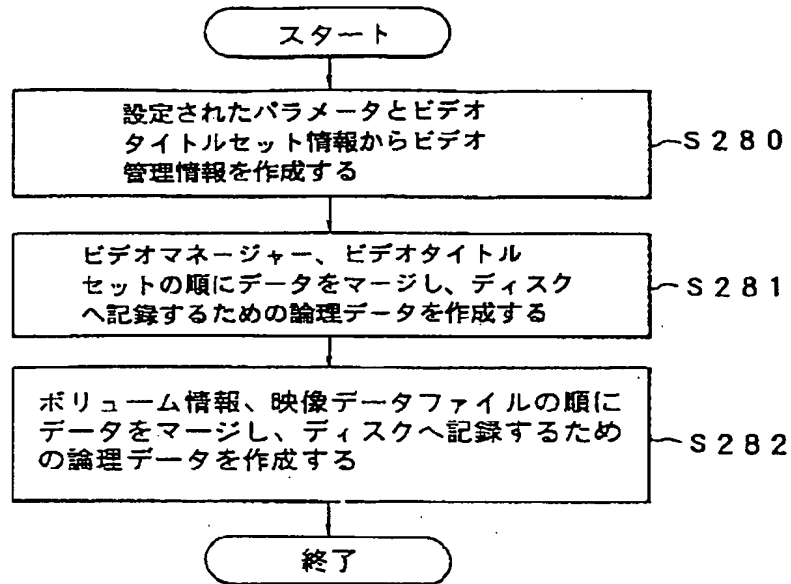 スタート
設定されたパラメータとビデオ
タイトルセット情報からビデオ
管理情報を作成する
S280
ビデオマネージャー、ビデオタイトル
セットの順にデータをマージし、ディスク
へ記録するための論理データを作成する
S281
ボリューム情報、映像データファイルの順に
データをマージし、ディスクへ記録するため
の論理データを作成する
S282
終了